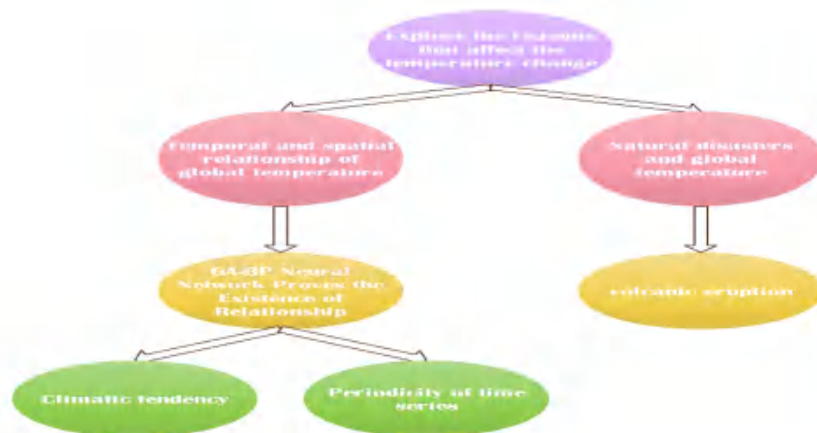 Explore the reasons
that affect the
temperature change
Temporal and spatial
relationship of
global temperature
Natural disasters
and global
temperature
GA-BP Neural
Network Proves the
Existence of
Relationship
volcanic eruption
Climatic tendency
Periodicity of time
series